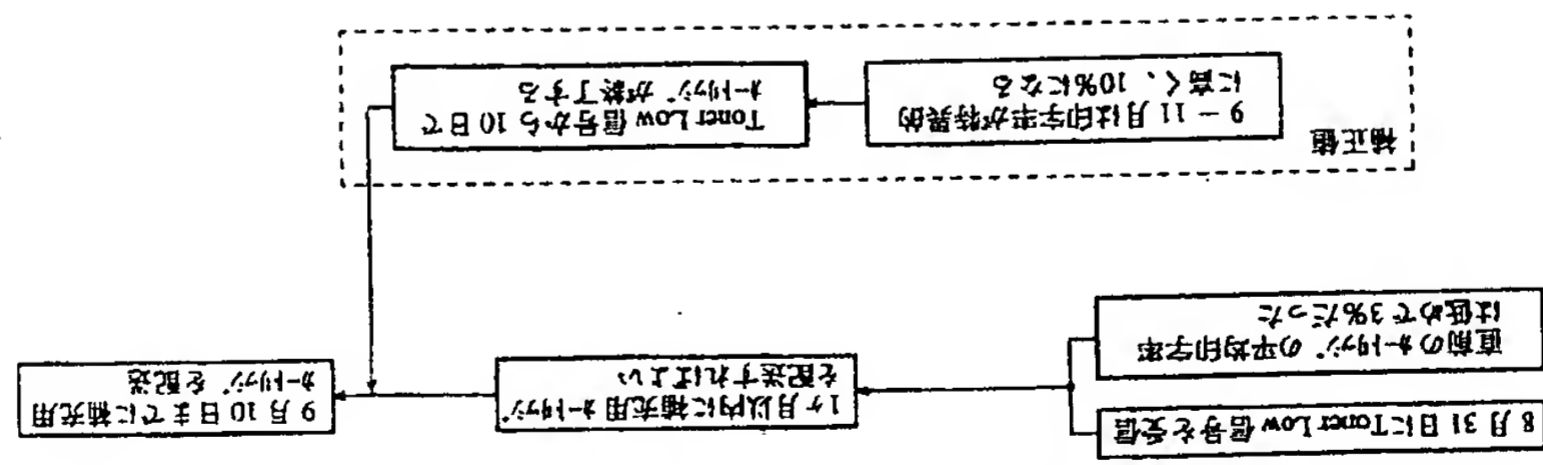 8月31日にToner Low信号を受信
直前のカートリッジの平均印字率
は低めで3%だった
1ヶ月以内に補充用カートリッジ
を配送すればよい
9月10日までに補充用
カートリッジを配送
補正値
9－11月は印字率が特異的
に高く、10%になる
Toner Low信号から10日で
カートリッジが終了する